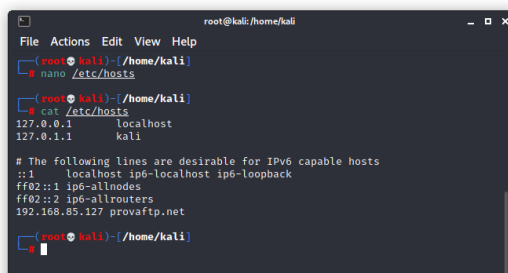 root@kali: /home/kali
File Actions Edit View Help
(root💀kali)-[/home/kali]
# nano /etc/hosts
(root💀kali)-[/home/kali]
# cat /etc/hosts
127.0.0.1 localhost
127.0.1.1 kali
# The following lines are desirable for IPv6 capable hosts
::1 localhost ip6-localhost ip6-loopback
ff02::1 ip6-allnodes
ff02::2 ip6-allrouters
192.168.85.127 provaftp.net
(root💀kali)-[/home/kali]
#